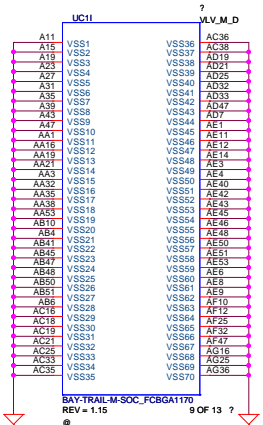 ?
UC1I VLV_M_D
A11 VSS1 VSS36 AC36
A15 VSS2 VSS37 AC38
A19 VSS3 VSS38 AD19
A23 VSS4 VSS39 AD21
A27 VSS5 VSS40 AD25
A31 VSS6 VSS41 AD32
A35 VSS7 VSS42 AD33
A39 VSS8 VSS43 AD47
A43 VSS9 VSS44 AD7
A47 VSS10 VSS45 AE1
AA1 VSS11 VSS46 AE11
AA16 VSS12 VSS47 AE12
AA19 VSS13 VSS48 AE14
AA21 VSS14 VSS49 AE3
AA3 VSS15 VSS50 AE4
AA32 VSS16 VSS51 AE40
AA35 VSS17 VSS52 AE42
AA38 VSS18 VSS53 AE43
AA53 VSS19 VSS54 AE45
AB10 VSS20 VSS55 AE46
AB4 VSS21 VSS56 AE48
AB41 VSS22 VSS57 AE50
AB45 VSS23 VSS58 AE51
AB47 VSS24 VSS59 AE53
AB48 VSS25 VSS60 AE6
AB50 VSS26 VSS61 AE8
AB51 VSS27 VSS62 AE9
AB6 VSS28 VSS63 AF10
AC16 VSS29 VSS64 AF12
AC18 VSS30 VSS65 AF25
AC19 VSS31 VSS66 AF32
AC21 VSS32 VSS67 AF47
AC25 VSS33 VSS68 AG16
AC33 VSS34 VSS69 AG25
AC35 VSS35 VSS70 AG36
BAY-TRAIL-M-SOC_FCBGA1170
REV = 1.15 9 OF 13 ?
@